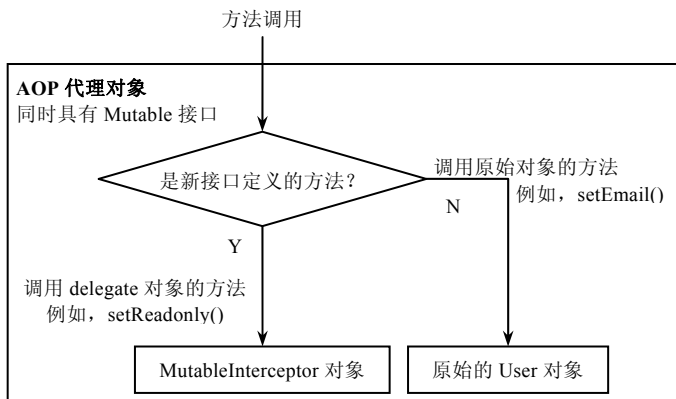 方法调用
AOP 代理对象
同时具有 Mutable 接口
是新接口定义的方法？
调用原始对象的方法
例如，setEmail()
N
Y
调用 delegate 对象的方法
例如，setReadonly()
MutableInterceptor 对象
原始的 User 对象